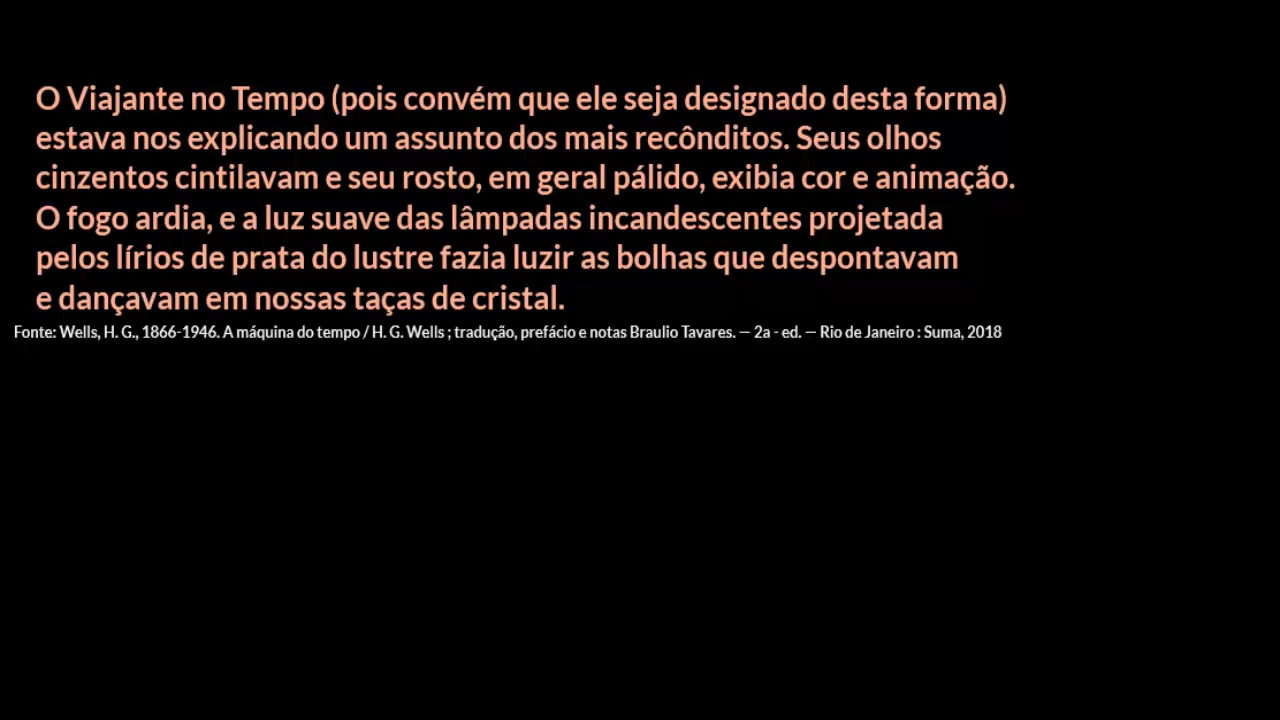 O Viajante no Tempo (pois convém que ele seja designado desta forma)
estava nos explicando um assunto dos mais recônditos. Seus olhos
cinzentos cintilavam e seu rosto, em geral pálido, exibia cor e animação.
O fogo ardia, e a luz suave das lâmpadas incandescentes projetada
pelos lírios de prata do lustre fazia luzir as bolhas que despontavam
e dançavam em nossas taças de cristal.
Fonte: Wells, H. G., 1866-1946. A máquina do tempo / H. G. Wells ; tradução, prefácio e notas Braulio Tavares. — 2a - ed. — Rio de Janeiro : Suma, 2018